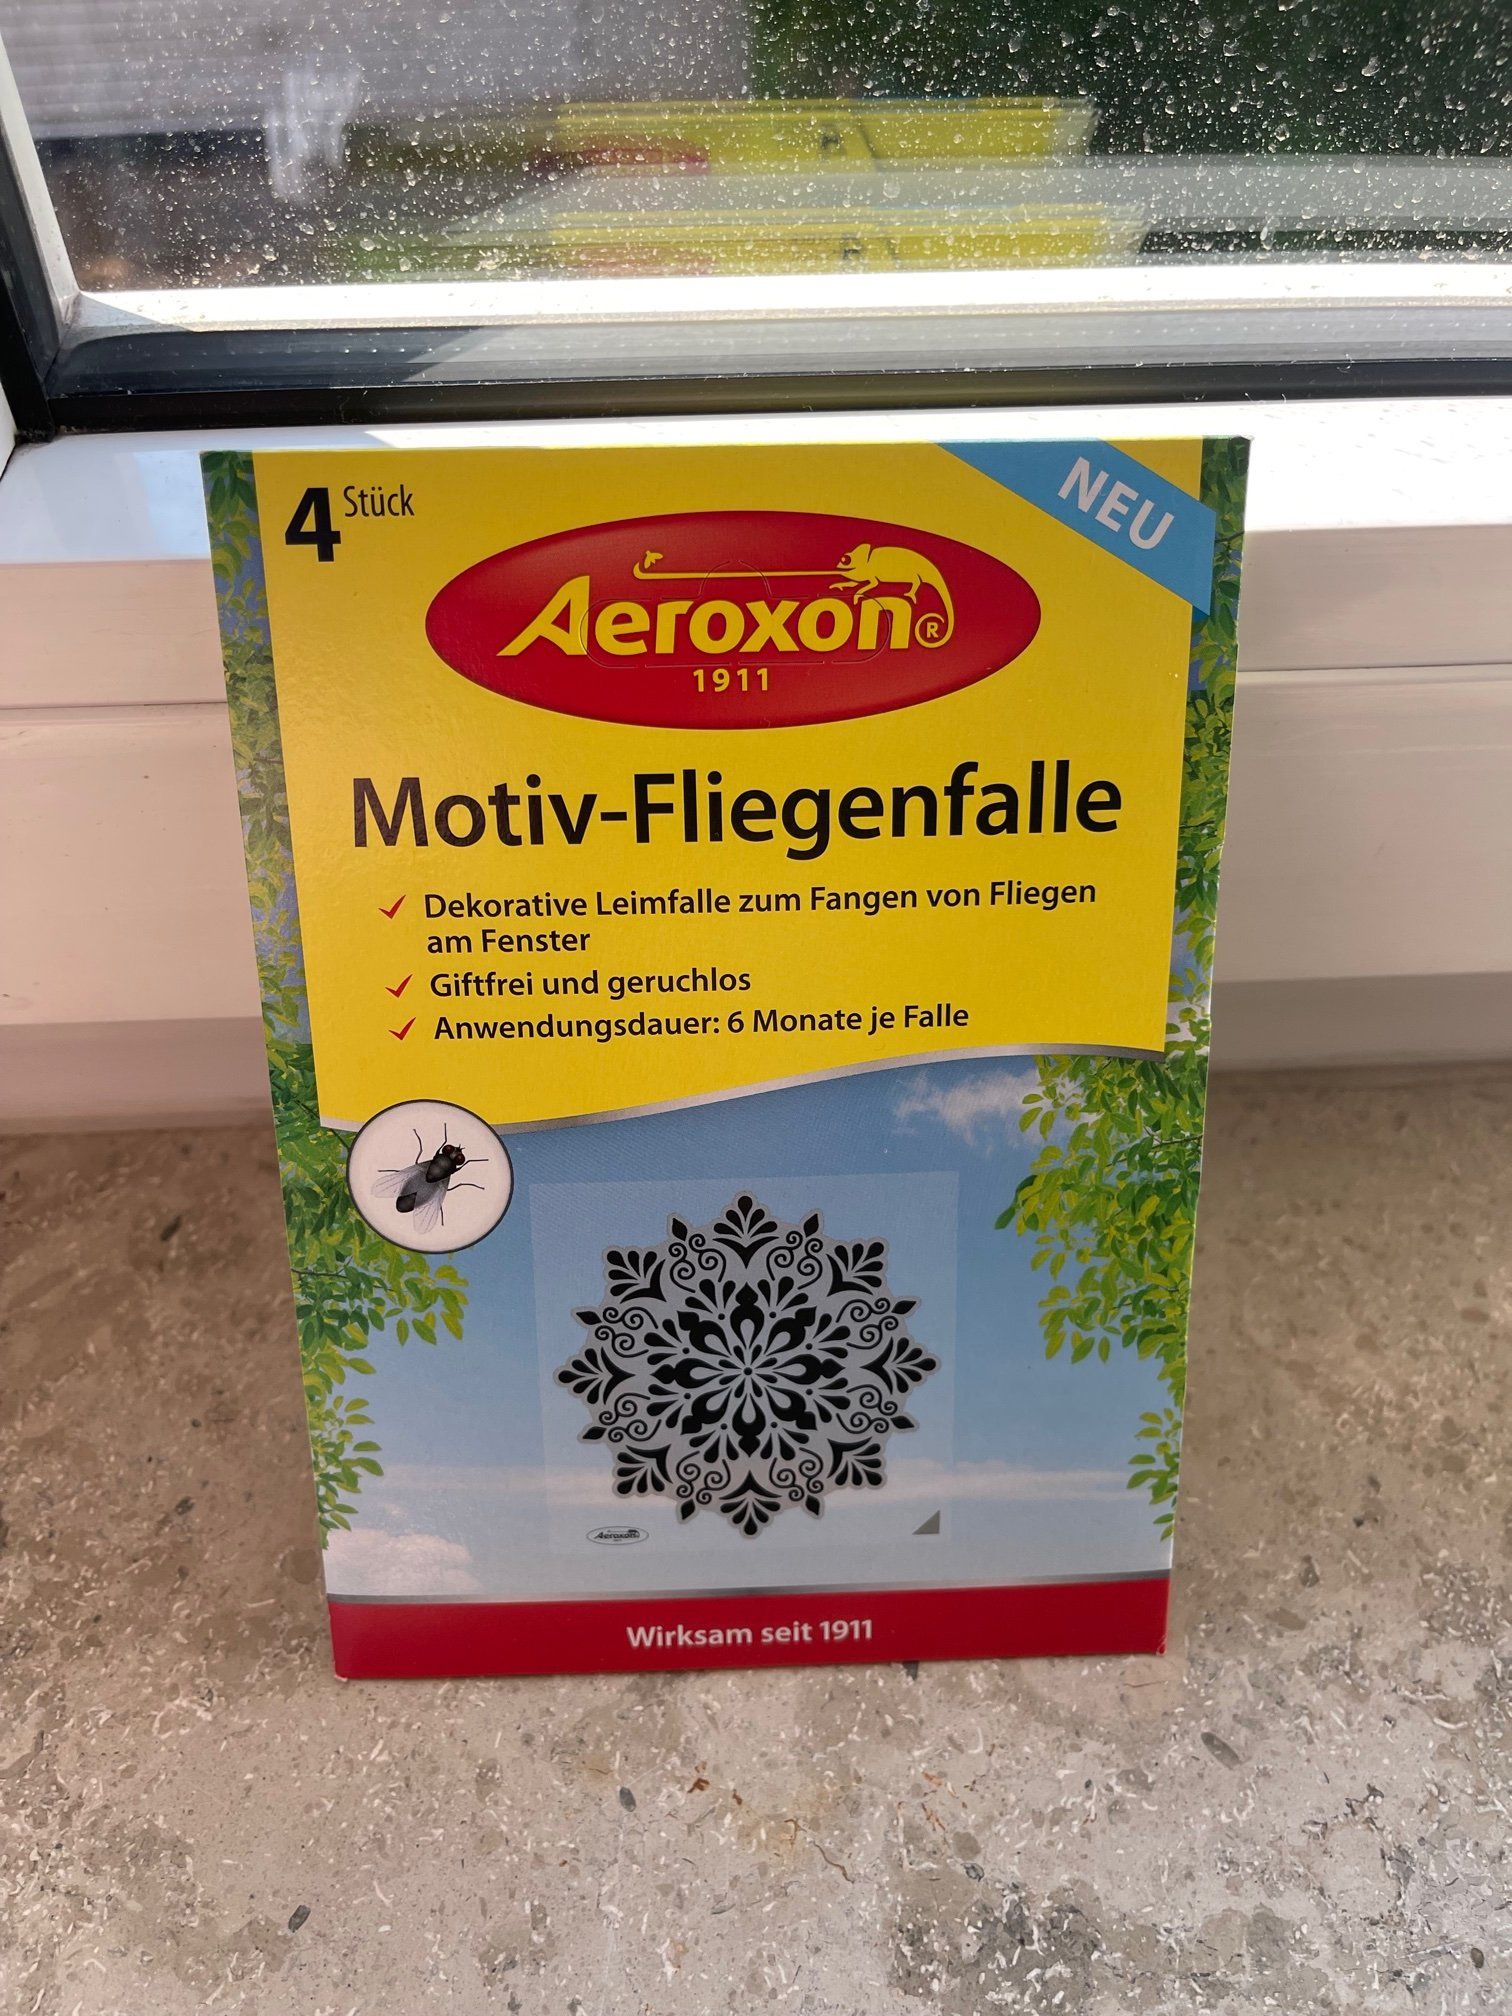 4 Stück
NEU
Aeroxon®
1911
Motiv-Fliegenfalle
Dekorative Leimfalle zum Fangen von Fliegen
am Fenster
Giftfrei und geruchlos
Anwendungsdauer: 6 Monate je Falle
Aeroxon
Wirksam seit 1911